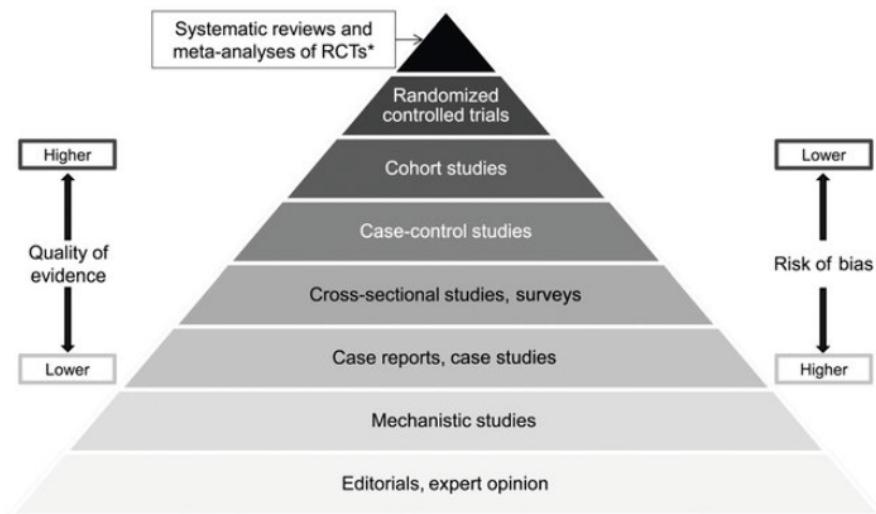 Systematic reviews and
meta-analyses of RCTs*
Randomized
controlled trials
Higher
Lower
Cohort studies
Case-control studies
Quality of
evidence
Risk of bias
Cross-sectional studies, surveys
Case reports, case studies
Lower
Higher
Mechanistic studies
Editorials, expert opinion